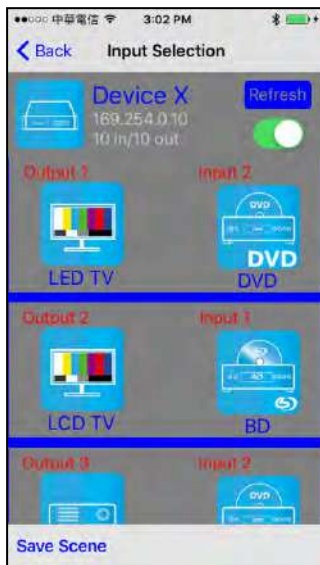 中華電信 3:02 PM
Back Input Selection
Device X Refresh
169.254.0.10
10 in/10 out
Output 1 Input 2
DVD
DVD
LED TV DVD
Output 2 Input 1
LCD TV BD
Output 3 Input 2
DVD
Save Scene